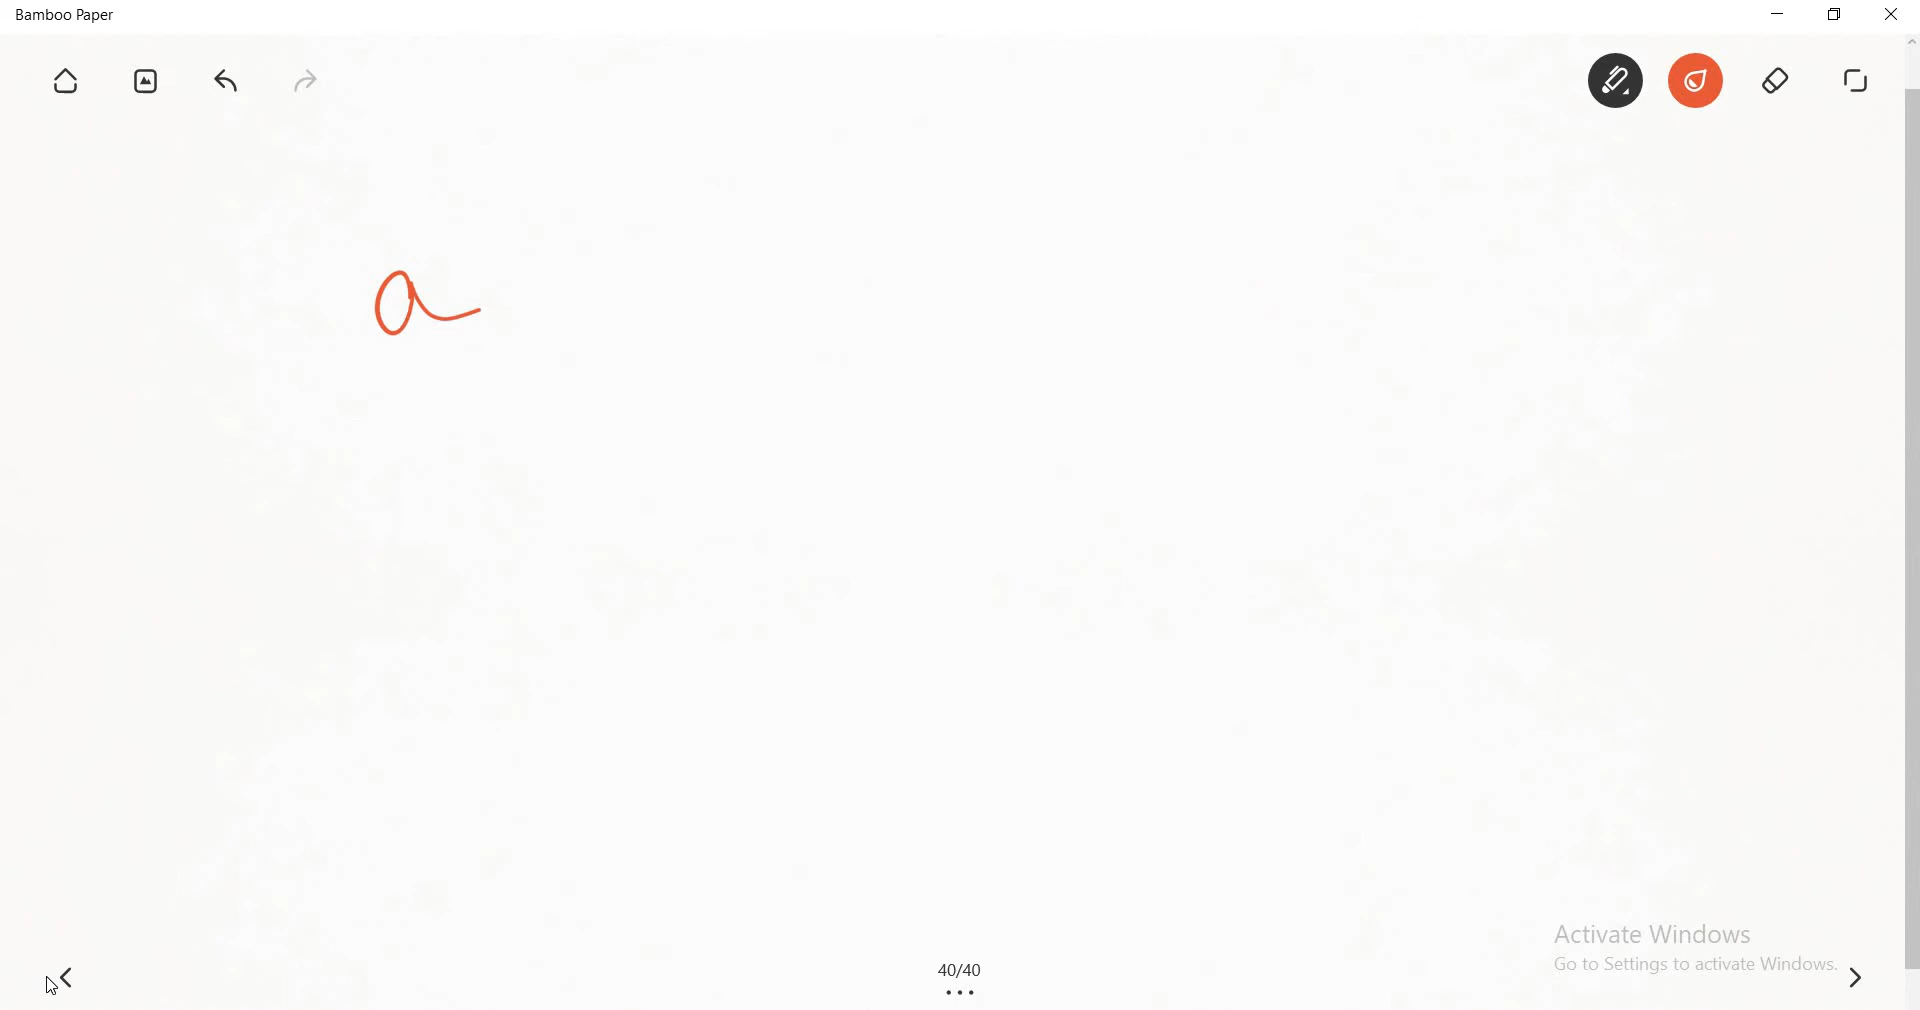 Bamboo Paper
a
40/40
Activate Windows
Go to Settings to activate Windows.